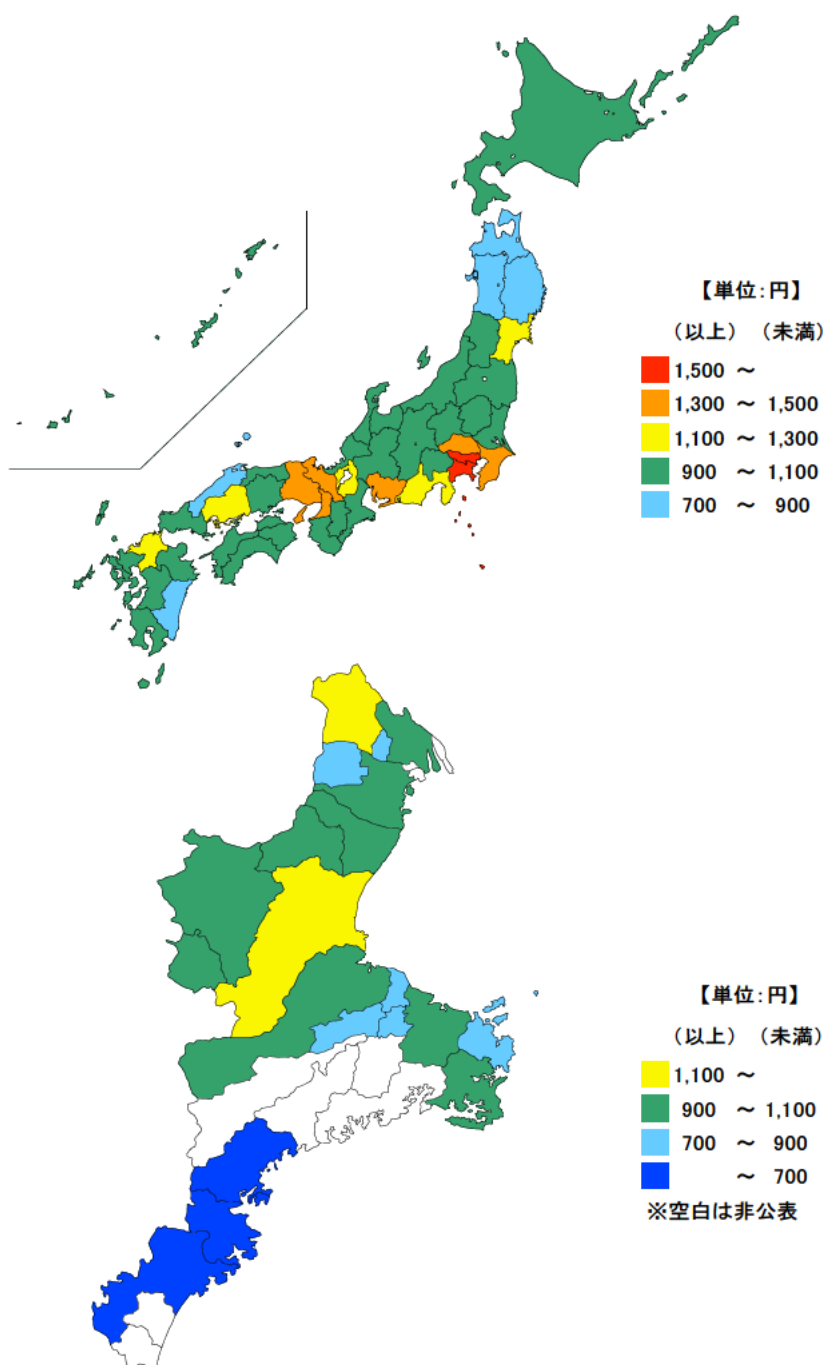 【単位:円】
(以上) (未満)
1,500 ～
1,300 ～ 1,500
1,100 ～ 1,300
900 ～ 1,100
700 ～ 900
【単位:円】
(以上) (未満)
1,100 ～
900 ～ 1,100
700 ～ 900
～ 700
※空白は非公表